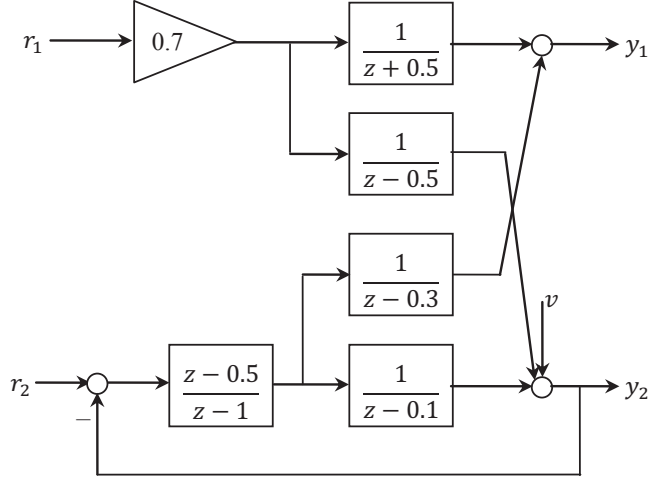 r₁
0.7
1
z + 0.5
y₁
1
z − 0.5
1
z − 0.3
v
r₂
−
z − 0.5
z − 1
1
z − 0.1
y₂